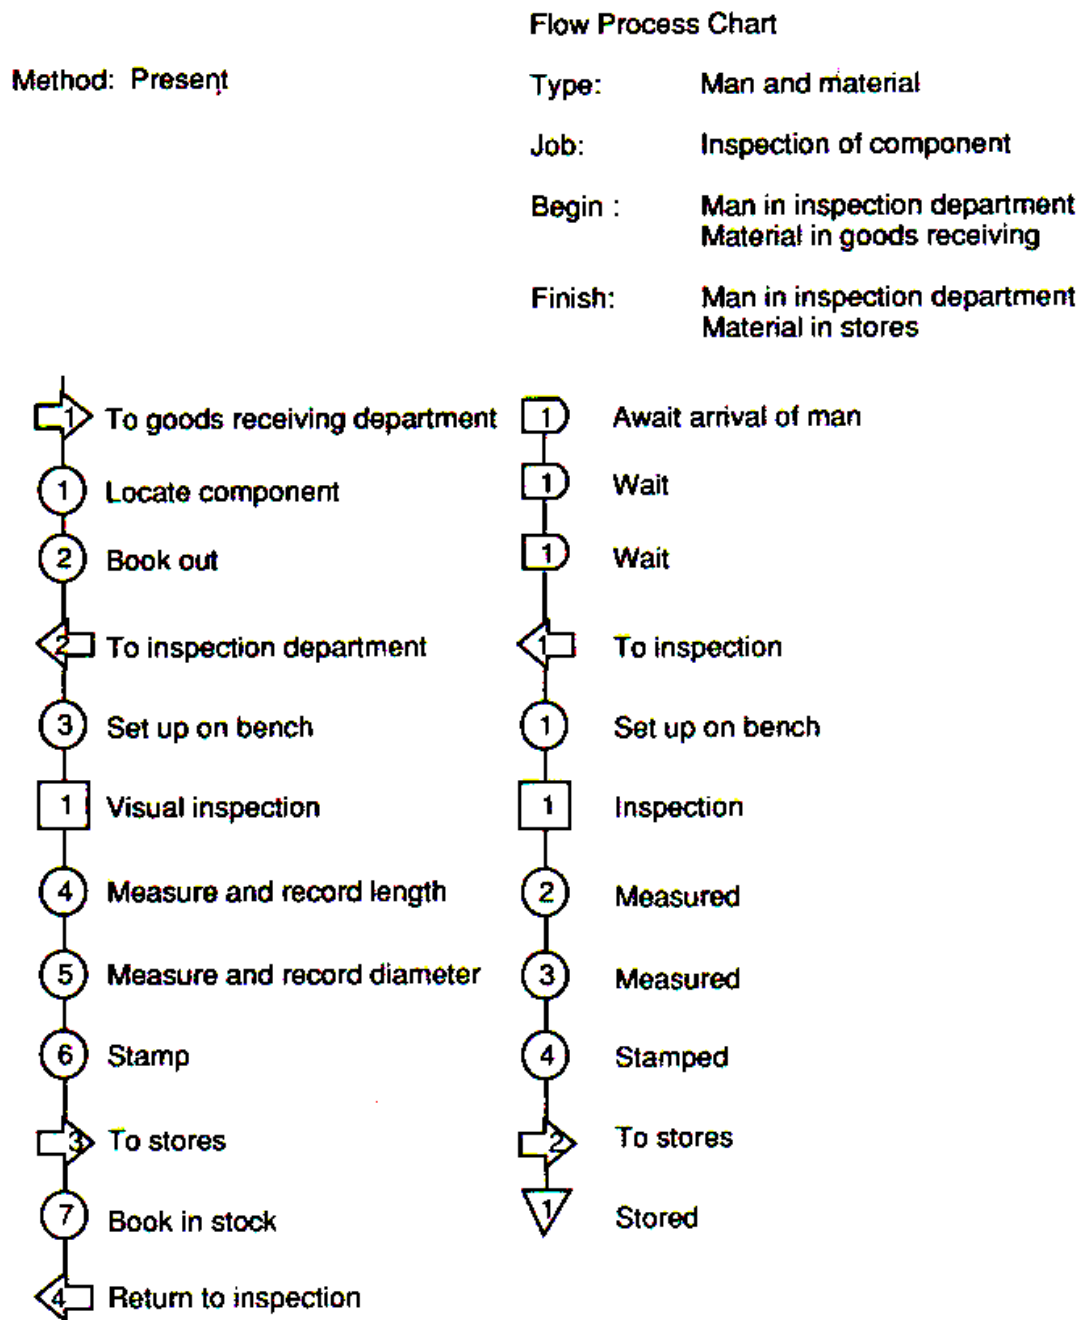 Flow Process Chart
Method: Present
Type: Man and material
Job: Inspection of component
Begin : Man in inspection department
Material in goods receiving
Finish: Man in inspection department
Material in stores
1 To goods receiving department 1 Await arrival of man
1 Locate component 1 Wait
2 Book out 1 Wait
2 To inspection department 1 To inspection
3 Set up on bench 1 Set up on bench
1 Visual inspection 1 Inspection
4 Measure and record length 2 Measured
5 Measure and record diameter 3 Measured
6 Stamp 4 Stamped
3 To stores 2 To stores
7 Book in stock 1 Stored
4 Return to inspection